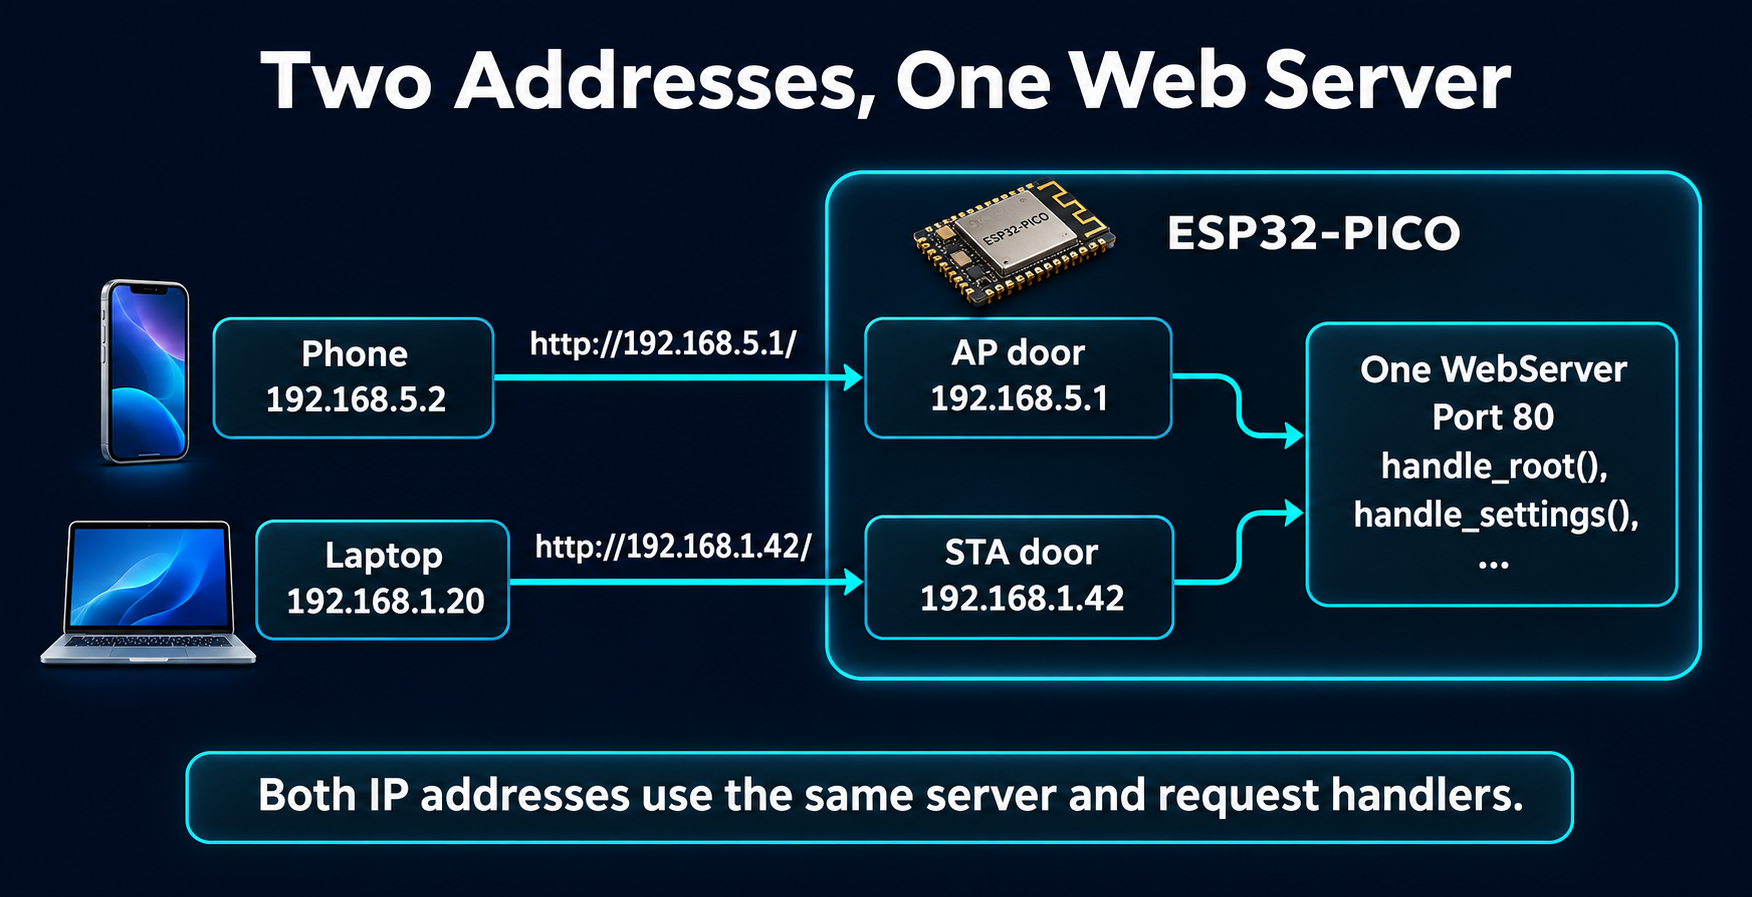 Two Addresses, One Web Server
ESP32-PICO
ESP32-PICO
Phone
192.168.5.2
http://192.168.5.1/
AP door
192.168.5.1
Laptop
192.168.1.20
http://192.168.1.42/
STA door
192.168.1.42
One WebServer
Port 80
handle_root(),
handle_settings(),
...
Both IP addresses use the same server and request handlers.